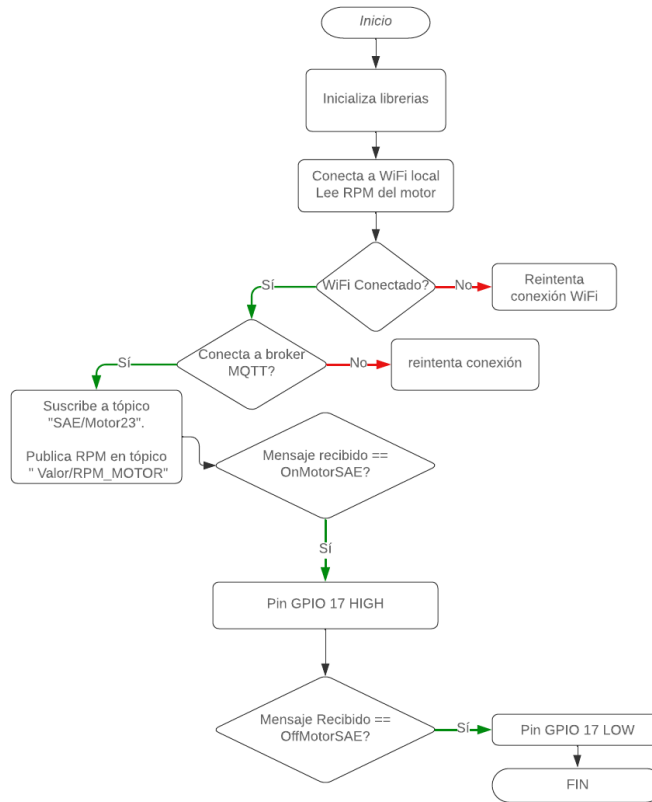 Inicio
Inicializa librerias
Conecta a WiFi local
Lee RPM del motor
WiFi Conectado?
Sí
No
Reintenta
conexión WiFi
Conecta a broker
MQTT?
Sí
No
reintenta conexión
Suscribe a tópico
"SAE/Motor23".
Publica RPM en tópico
" Valor/RPM_MOTOR"
Mensaje recibido ==
OnMotorSAE?
Sí
Pin GPIO 17 HIGH
Mensaje Recibido ==
OffMotorSAE?
Sí
Pin GPIO 17 LOW
FIN